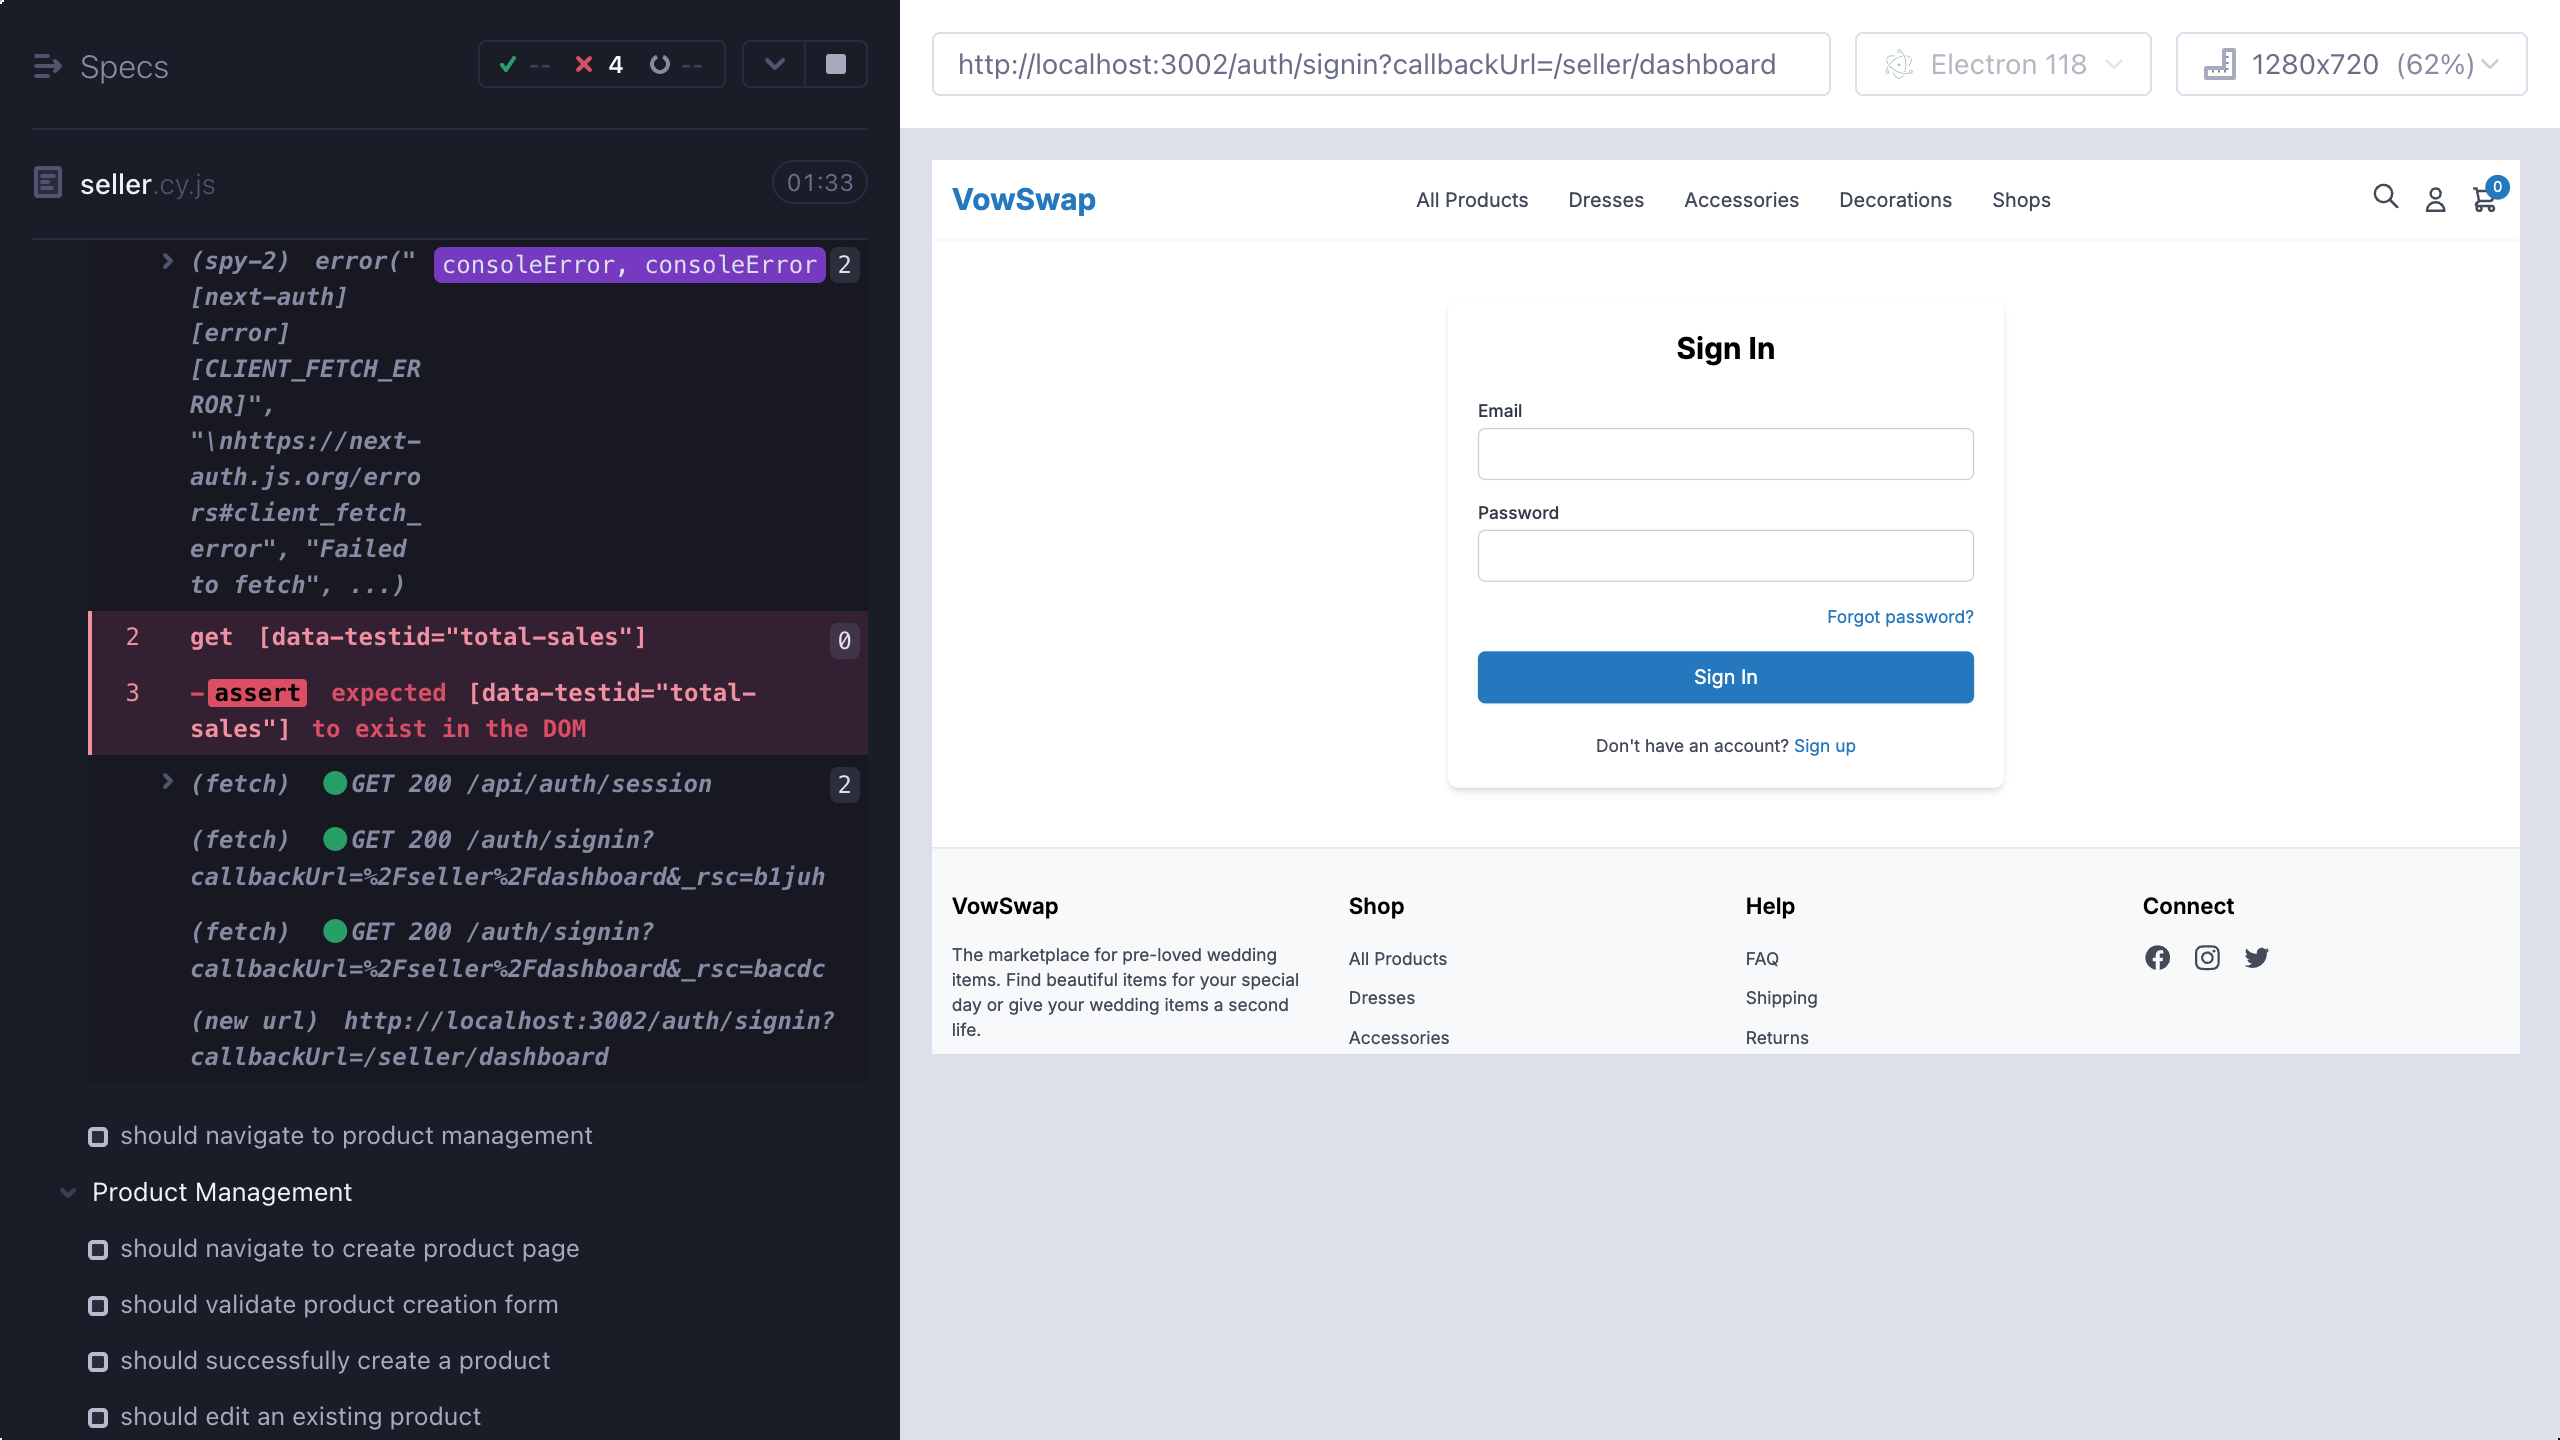 Specs
-- 4 --
seller.cy.js
01:33
(spy-2) error("
[next-auth]
[error]
[CLIENT_FETCH_ER
ROR]",
"\nhttps://next-
auth.js.org/erro
rs#client_fetch_
error", "Failed
to fetch", ...)
consoleError, consoleError 2
2 get [data-testid="total-sales"] 0
3 -assert expected [data-testid="total-
sales"] to exist in the DOM
(fetch) GET 200 /api/auth/session 2
(fetch) GET 200 /auth/signin?
callbackUrl=%2Fseller%2Fdashboard&_rsc=b1juh
(fetch) GET 200 /auth/signin?
callbackUrl=%2Fseller%2Fdashboard&_rsc=bacdc
(new url) http://localhost:3002/auth/signin?
callbackUrl=/seller/dashboard
should navigate to product management
Product Management
should navigate to create product page
should validate product creation form
should successfully create a product
should edit an existing product
http://localhost:3002/auth/signin?callbackUrl=/seller/dashboard
Electron 118
1280x720 (62%)
VowSwap
All Products
Dresses
Accessories
Decorations
Shops
0
Sign In
Email
Password
Forgot password?
Sign In
Don't have an account? Sign up
VowSwap
The marketplace for pre-loved wedding
items. Find beautiful items for your special
day or give your wedding items a second
life.
Shop
All Products
Dresses
Accessories
Help
FAQ
Shipping
Returns
Connect